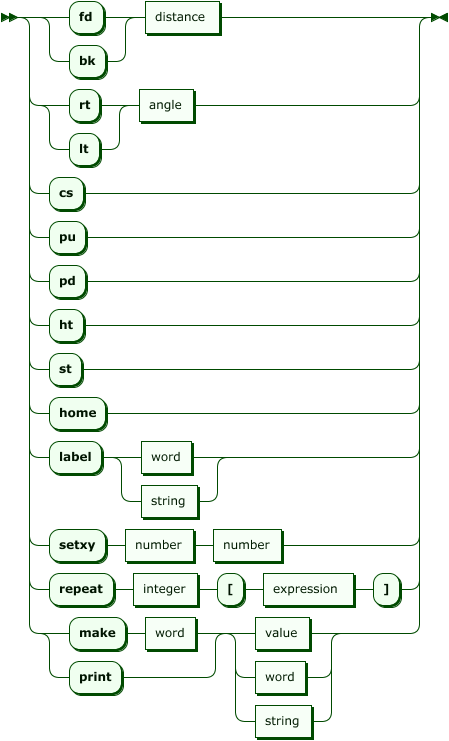 fd distance
bk
rt angle
lt
cs
pu
pd
ht
st
home
label word
string
setxy number number
repeat integer [ expression ]
make word value
print word
string